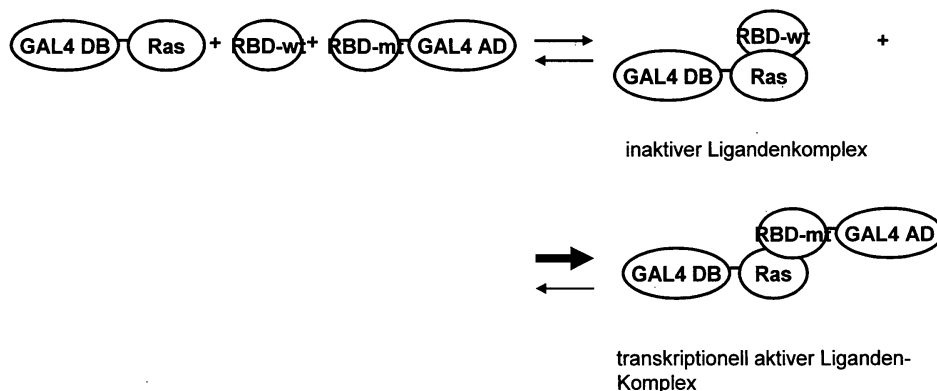 GAL4 DB Ras + RBD-wt + RBD-mt GAL4 AD
RBD-wt +
GAL4 DB Ras
inaktiver Ligandenkomplex
RBD-mt GAL4 AD
GAL4 DB Ras
transkriptionell aktiver Liganden-
Komplex